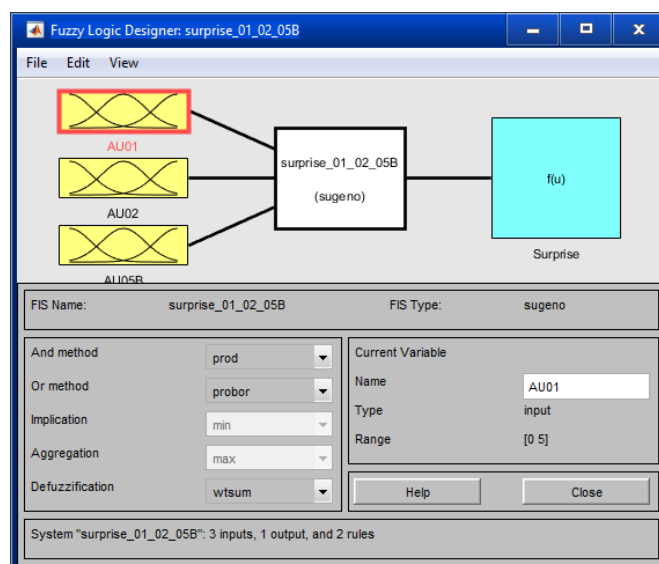 Fuzzy Logic Designer: surprise_01_02_05B
File Edit View
AU01
AU02
AU05B
surprise_01_02_05B
(sugeno)
f(u)
Surprise
FIS Name: surprise_01_02_05B FIS Type: sugeno
And method prod
Or method probor
Implication min
Aggregation max
Defuzzification wtsum
Current Variable
Name AU01
Type input
Range [0 5]
Help Close
System "surprise_01_02_05B": 3 inputs, 1 output, and 2 rules